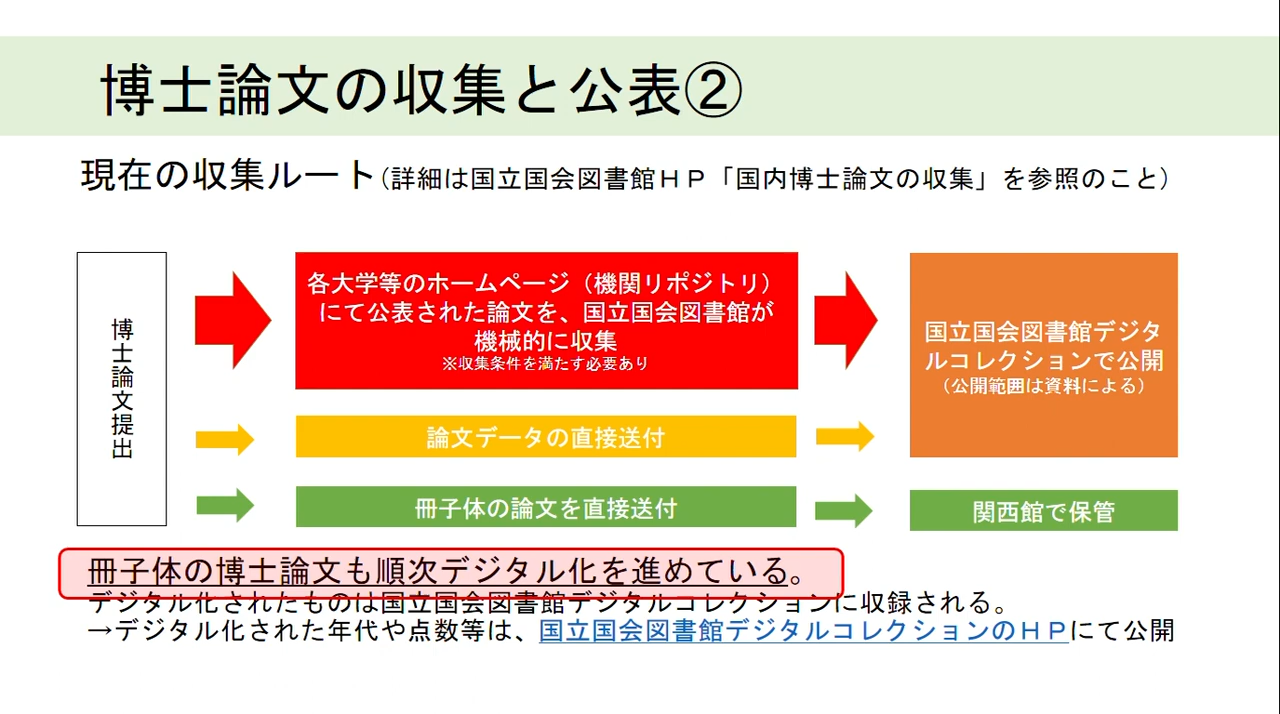 博士論文の収集と公表②
現在の収集ルート(詳細は国立国会図書館HP「国内博士論文の収集」を参照のこと)
博士論文提出
各大学等のホームページ(機関リポジトリ)
にて公表された論文を、国立国会図書館が
機械的に収集
※収集条件を満たす必要あり
論文データの直接送付
冊子体の論文を直接送付
国立国会図書館デジタ
ルコレクションで公開
(公開範囲は資料による)
関西館で保管
冊子体の博士論文も順次デジタル化を進めている。
デジタル化されたものは国立国会図書館デジタルコレクションに収録される。
→デジタル化された年代や点数等は、国立国会図書館デジタルコレクションのHPにて公開